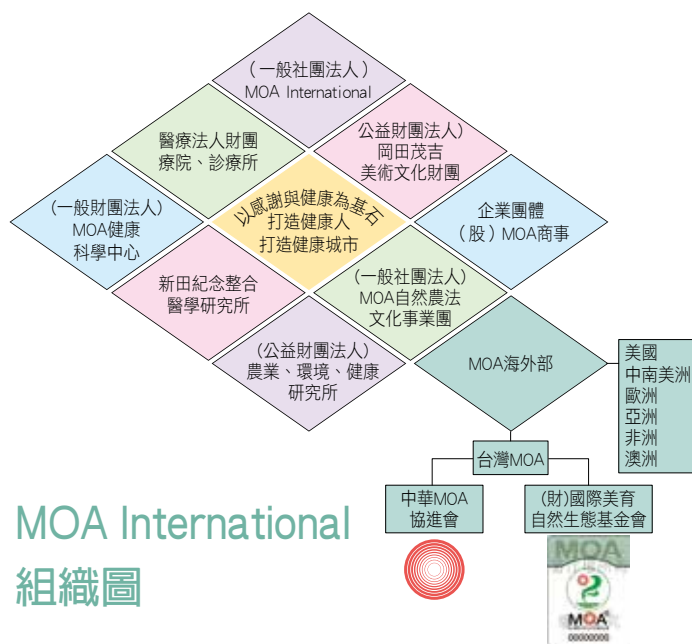 （一般社團法人）
MOA International
醫療法人財團
療院、診療所
公益財團法人)
岡田茂吉
美術文化財團
(一般財團法人)
MOA健康
科學中心
以感謝與健康為基石
打造健康人
打造健康城市
企業團體
（股）MOA商事
新田紀念整合
醫學研究所
(一般社團法人)
MOA自然農法
文化事業團
(公益財團法人)
農業、環境、健康
研究所
MOA海外部
美國
中南美洲
歐洲
亞洲
非洲
澳洲
台灣MOA
中華MOA
協進會
(財)國際美育
自然生態基金會
MOA
MOA
00000000
MOA International
組織圖